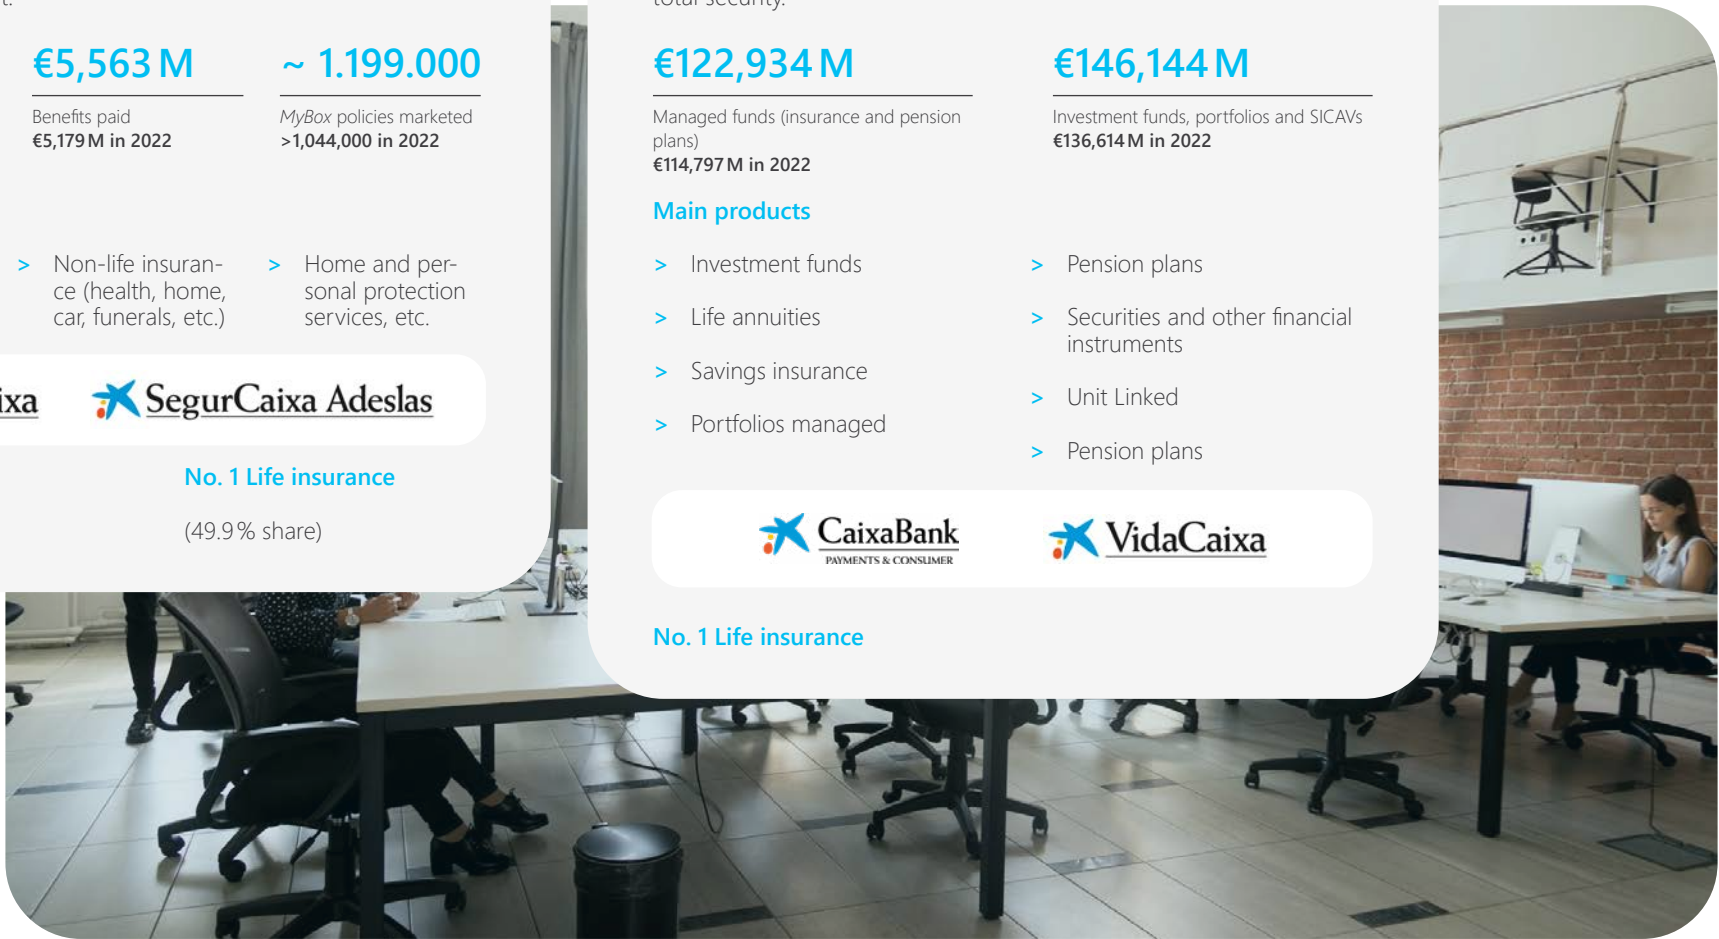 t.
€5,563 M
Benefits paid
€5,179 M in 2022
~ 1.199.000
MyBox policies marketed
>1,044,000 in 2022
> Non-life insuran-
ce (health, home,
car, funerals, etc.)
> Home and per-
sonal protection
services, etc.
ixa
SegurCaixa Adeslas
No. 1 Life insurance
(49.9% share)
total security.
€122,934 M
Managed funds (insurance and pension
plans)
€114,797 M in 2022
€146,144 M
Investment funds, portfolios and SICAVs
€136,614 M in 2022
Main products
> Investment funds
> Life annuities
> Savings insurance
> Portfolios managed
> Pension plans
> Securities and other financial
instruments
> Unit Linked
> Pension plans
CaixaBank
PAYMENTS & CONSUMER
VidaCaixa
No. 1 Life insurance